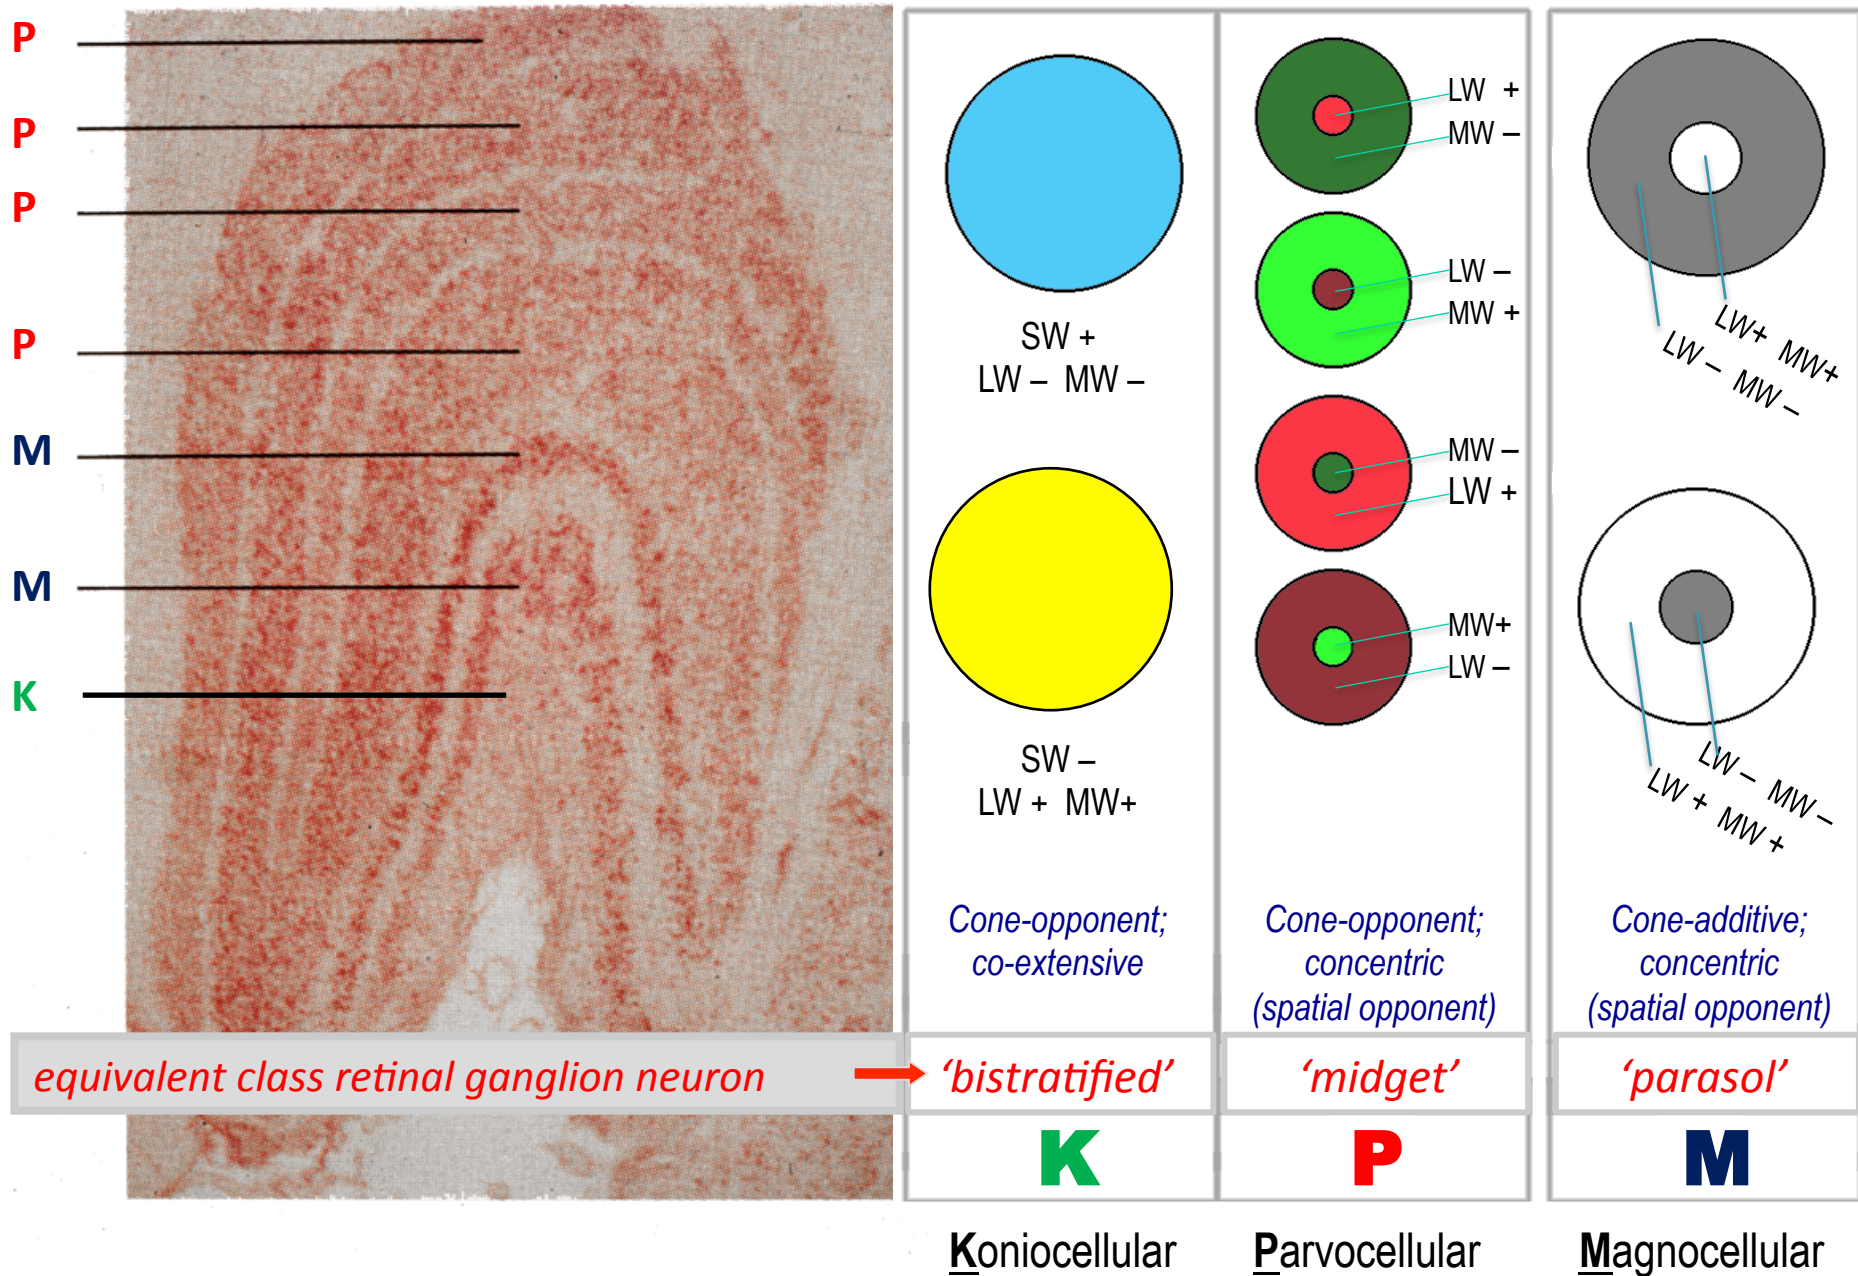 P
P
P
P
M
M
K
SW +
LW – MW –
SW –
LW + MW+
Cone-opponent;
co-extensive
LW +
MW –
LW –
MW +
MW –
LW +
MW+
LW –
Cone-opponent;
concentric
(spatial opponent)
LW+ MW+
LW – MW –
LW – MW –
LW + MW +
Cone-additive;
concentric
(spatial opponent)
equivalent class retinal ganglion neuron
‘bistratified’
‘midget’
‘parasol’
K
P
M
Koniocellular
Parvocellular
Magnocellular